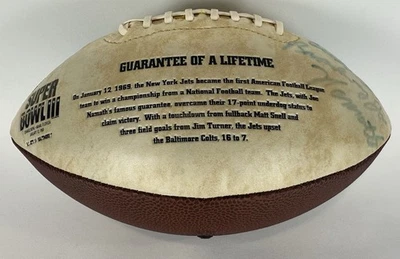 GUARANTEE OF A LIFETIME
On January 12 1969, the New York Jets became the first American Football League
team to win a championship from a National Football team. The Jets, with Joe
Namath's famous guarantee, overcame their 17-point underdog status to
claim victory. With a touchdown from fullback Matt Snell and
three field goals from Jim Turner, the Jets upset
the Baltimore Colts, 16 to 7.
SUPER
BOWL III